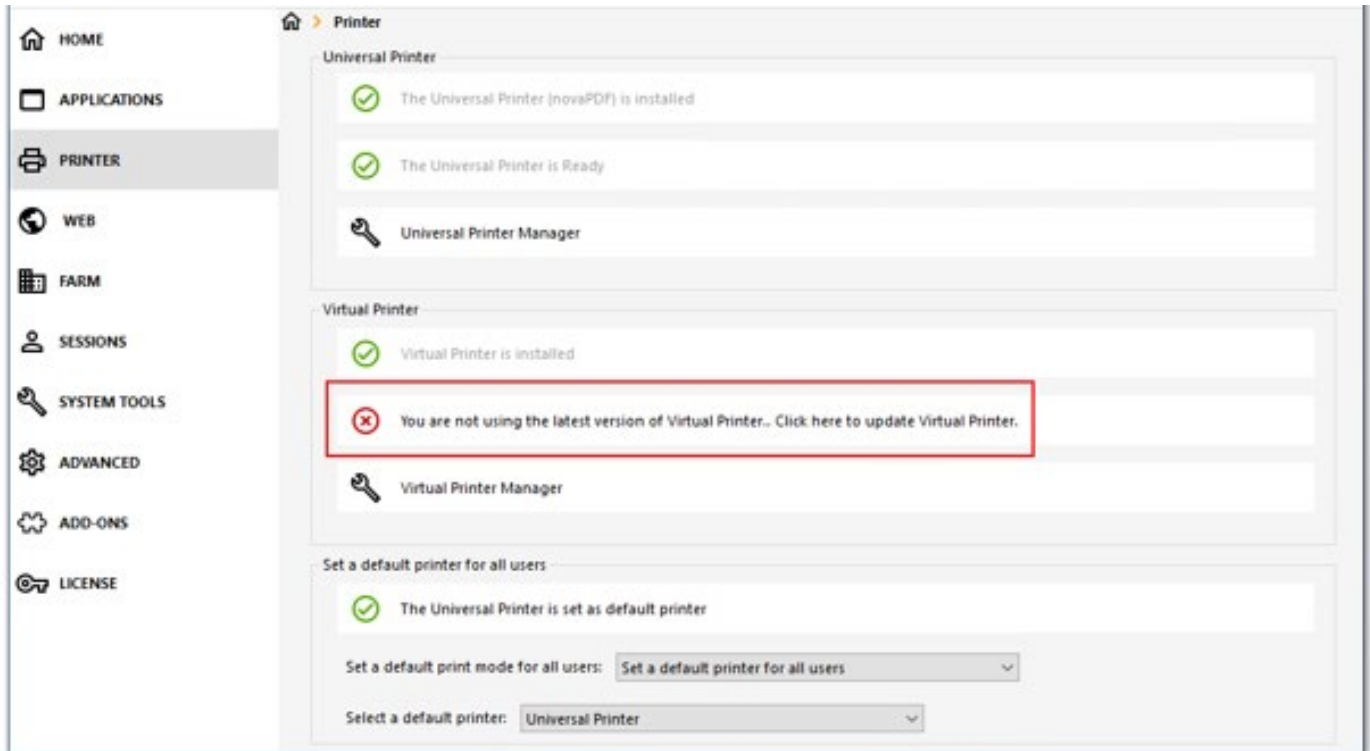 Printer
HOME
Universal Printer
APPLICATIONS
The Universal Printer (novaPDF) is installed
PRINTER
The Universal Printer is Ready
WEB
Universal Printer Manager
FARM
Virtual Printer
SESSIONS
Virtual Printer is installed
SYSTEM TOOLS
You are not using the latest version of Virtual Printer.. Click here to update Virtual Printer.
ADVANCED
Virtual Printer Manager
ADD-ONS
Set a default printer for all users
LICENSE
The Universal Printer is set as default printer
Set a default print mode for all users: Set a default printer for all users
Select a default printer: Universal Printer